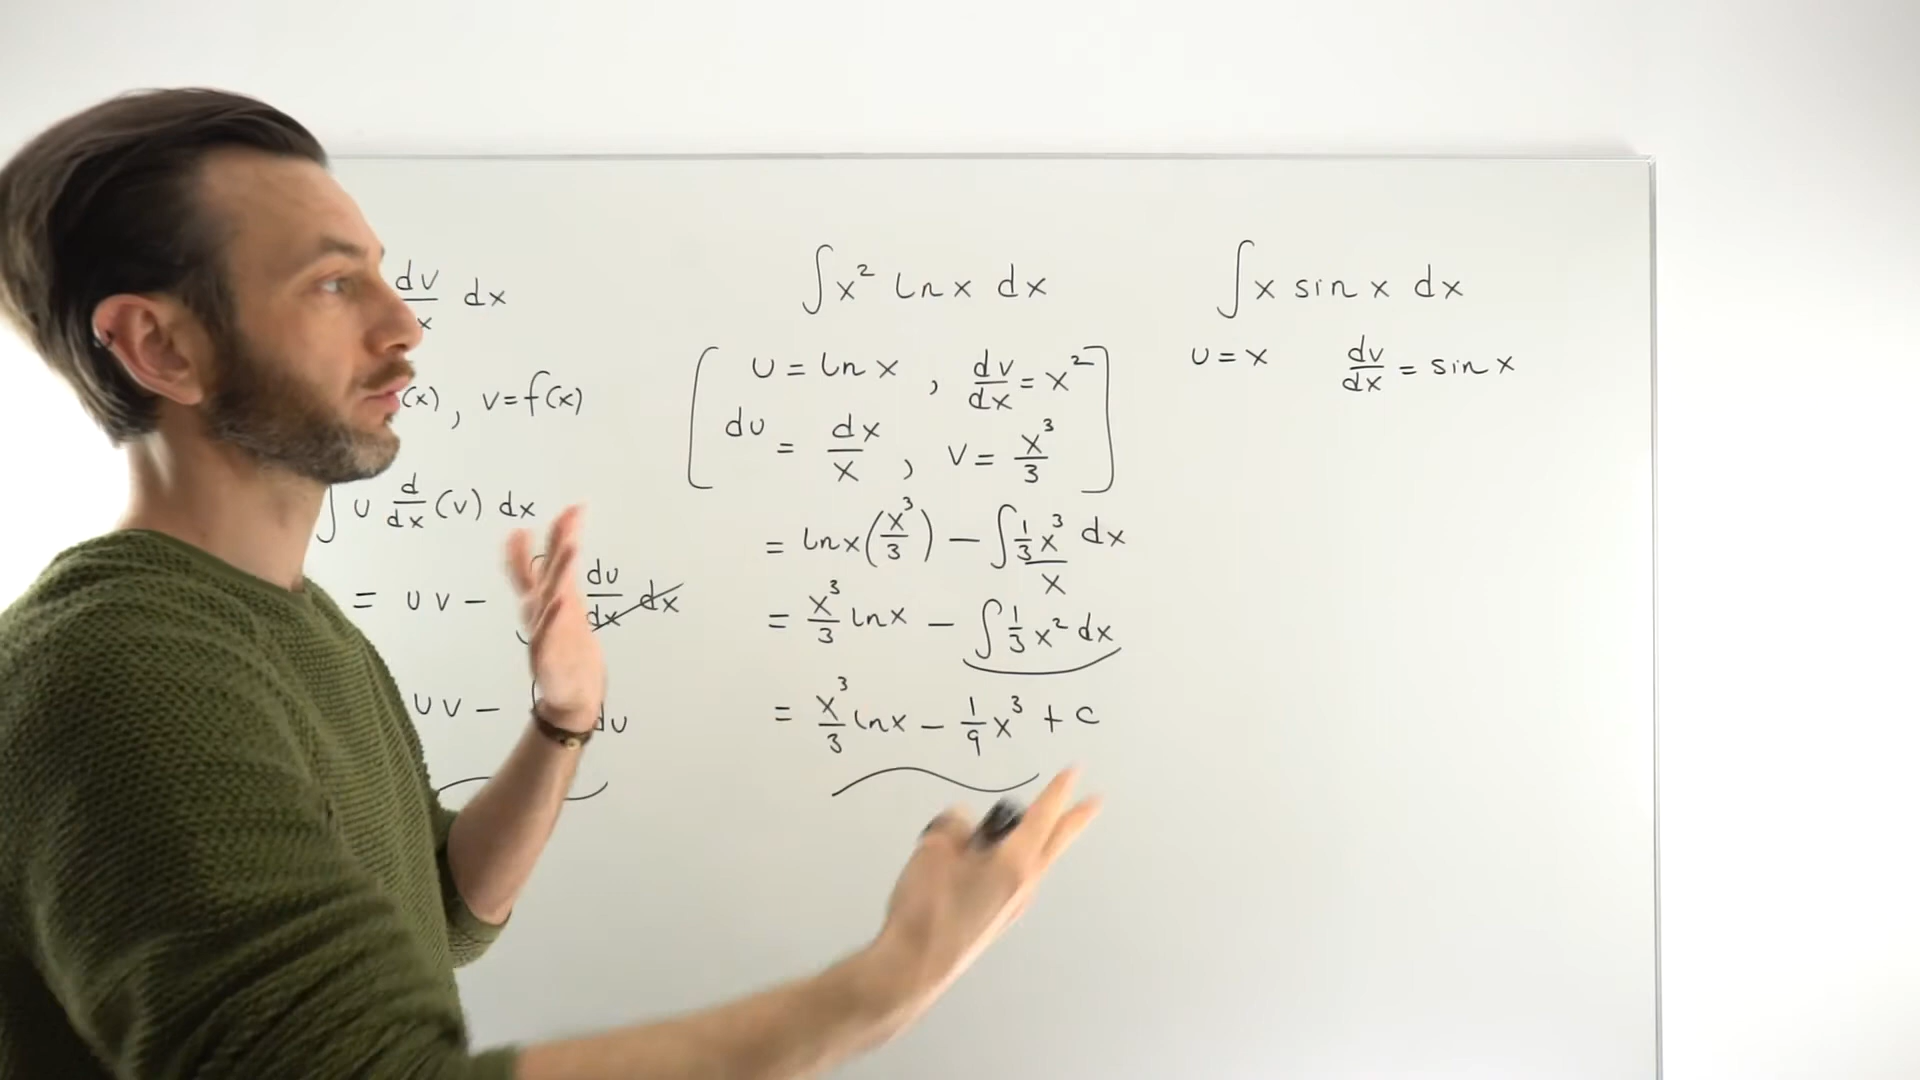 dv/dx dx
(x), v=f(x)
∫ u d/dx (v) dx
= uv − du/dx dx
uv − du
∫ x² ln x dx
u = ln x , dv/dx = x²
du = dx/x , v = x³/3
= ln x (x³/3) − ∫ 1/3 x³/x dx
= x³/3 ln x − ∫ 1/3 x² dx
= x³/3 ln x − 1/9 x³ + c
∫ x sin x dx
u = x dv/dx = sin x